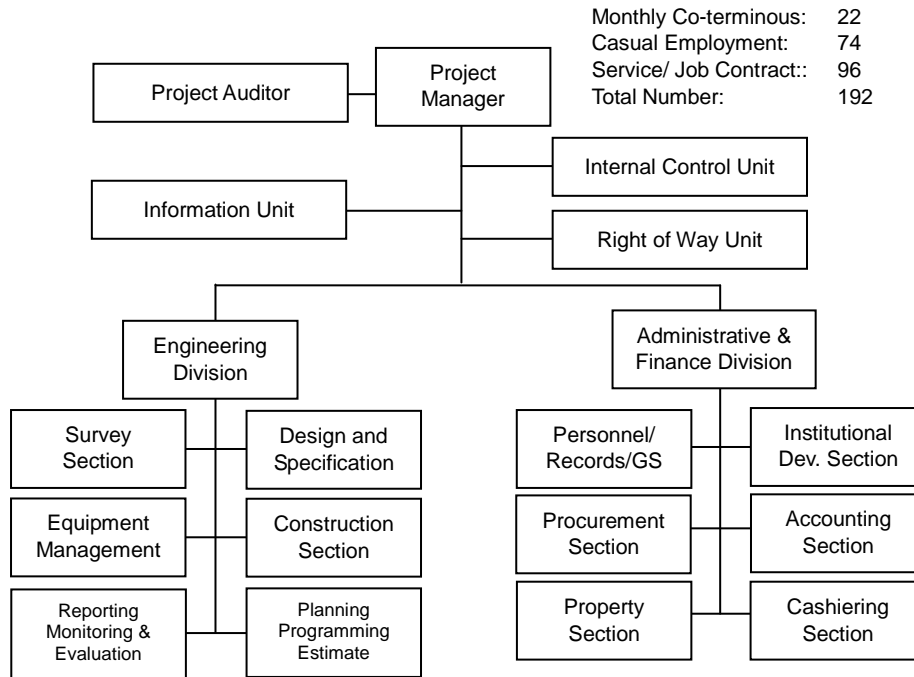 Monthly Co-terminous: 22
Casual Employment: 74
Service/ Job Contract:: 96
Total Number: 192
Project Auditor
Project
Manager
Internal Control Unit
Information Unit
Right of Way Unit
Engineering
Division
Administrative &
Finance Division
Survey
Section
Design and
Specification
Personnel/
Records/GS
Institutional
Dev. Section
Equipment
Management
Construction
Section
Procurement
Section
Accounting
Section
Reporting
Monitoring &
Evaluation
Planning
Programming
Estimate
Property
Section
Cashiering
Section